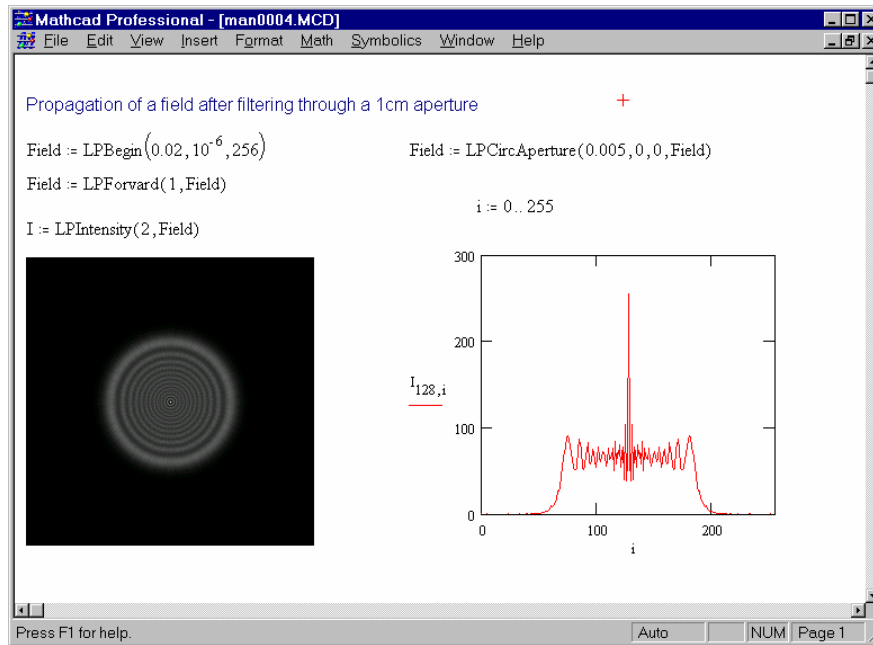 Mathcad Professional - [man0004.MCD]
File Edit View Insert Format Math Symbolics Window Help
Propagation of a field after filtering through a 1cm aperture
Field := LPBegin(0.02, 10^-6, 256)
Field := LPCircAperture(0.005, 0, 0, Field)
Field := LPForvard(1, Field)
i := 0 .. 255
I := LPIntensity(2, Field)
300
200
I_128,i
100
0
0 100 200
i
Press F1 for help.
Auto NUM Page 1